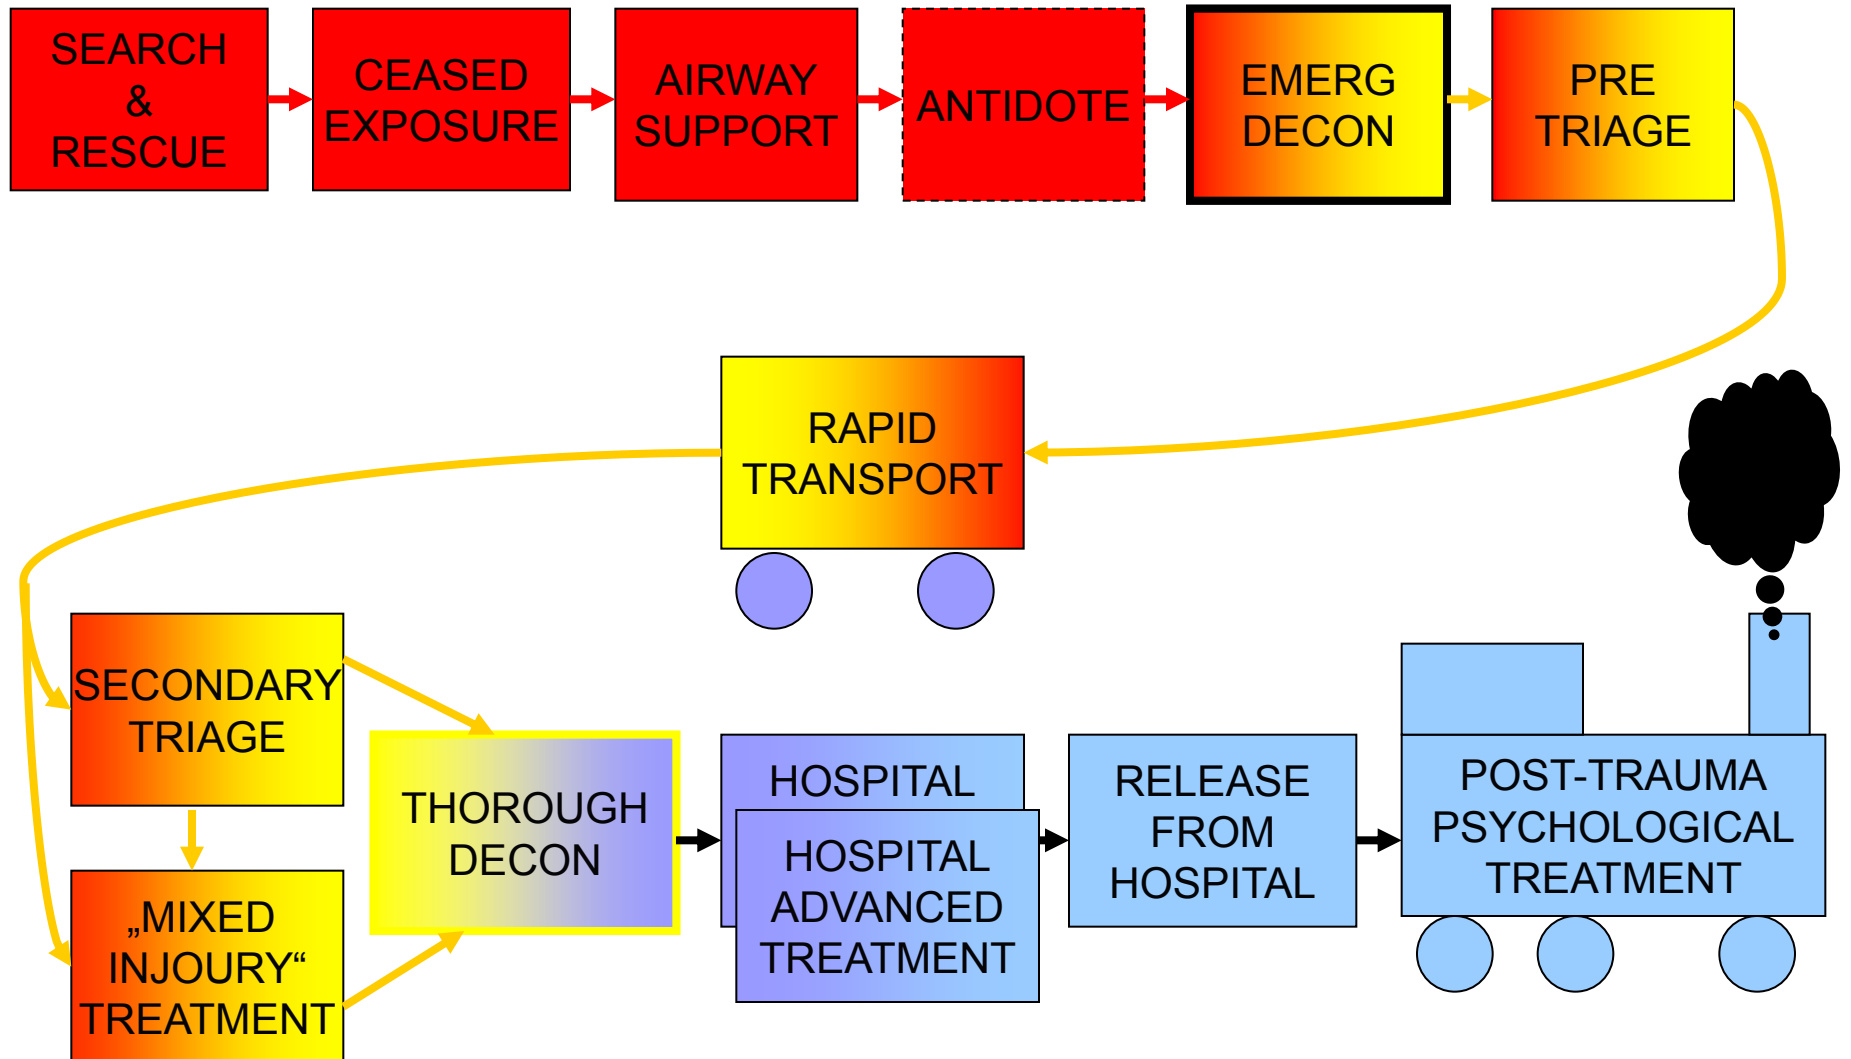 SEARCH
&
RESCUE
CEASED
EXPOSURE
AIRWAY
SUPPORT
ANTIDOTE
EMERG
DECON
PRE
TRIAGE
RAPID
TRANSPORT
SECONDARY
TRIAGE
„MIXED
INJOURY“
TREATMENT
THOROUGH
DECON
HOSPITAL
HOSPITAL
ADVANCED
TREATMENT
RELEASE
FROM
HOSPITAL
POST-TRAUMA
PSYCHOLOGICAL
TREATMENT